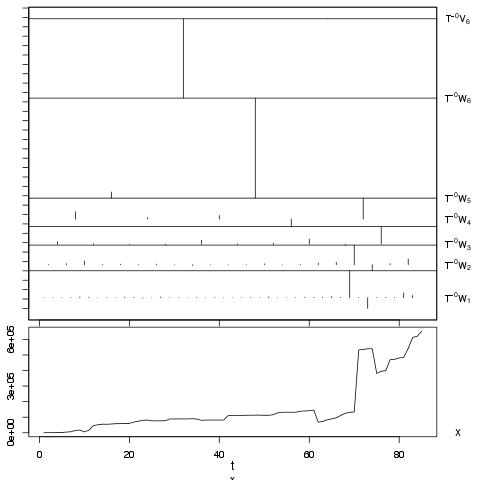 T⁻⁰V₆
T⁻⁰W₆
T⁻⁰W₅
T⁻⁰W₄
T⁻⁰W₃
T⁻⁰W₂
T⁻⁰W₁
6e+05
3e+05
0e+00
x
0 20 40 60 80
t
x